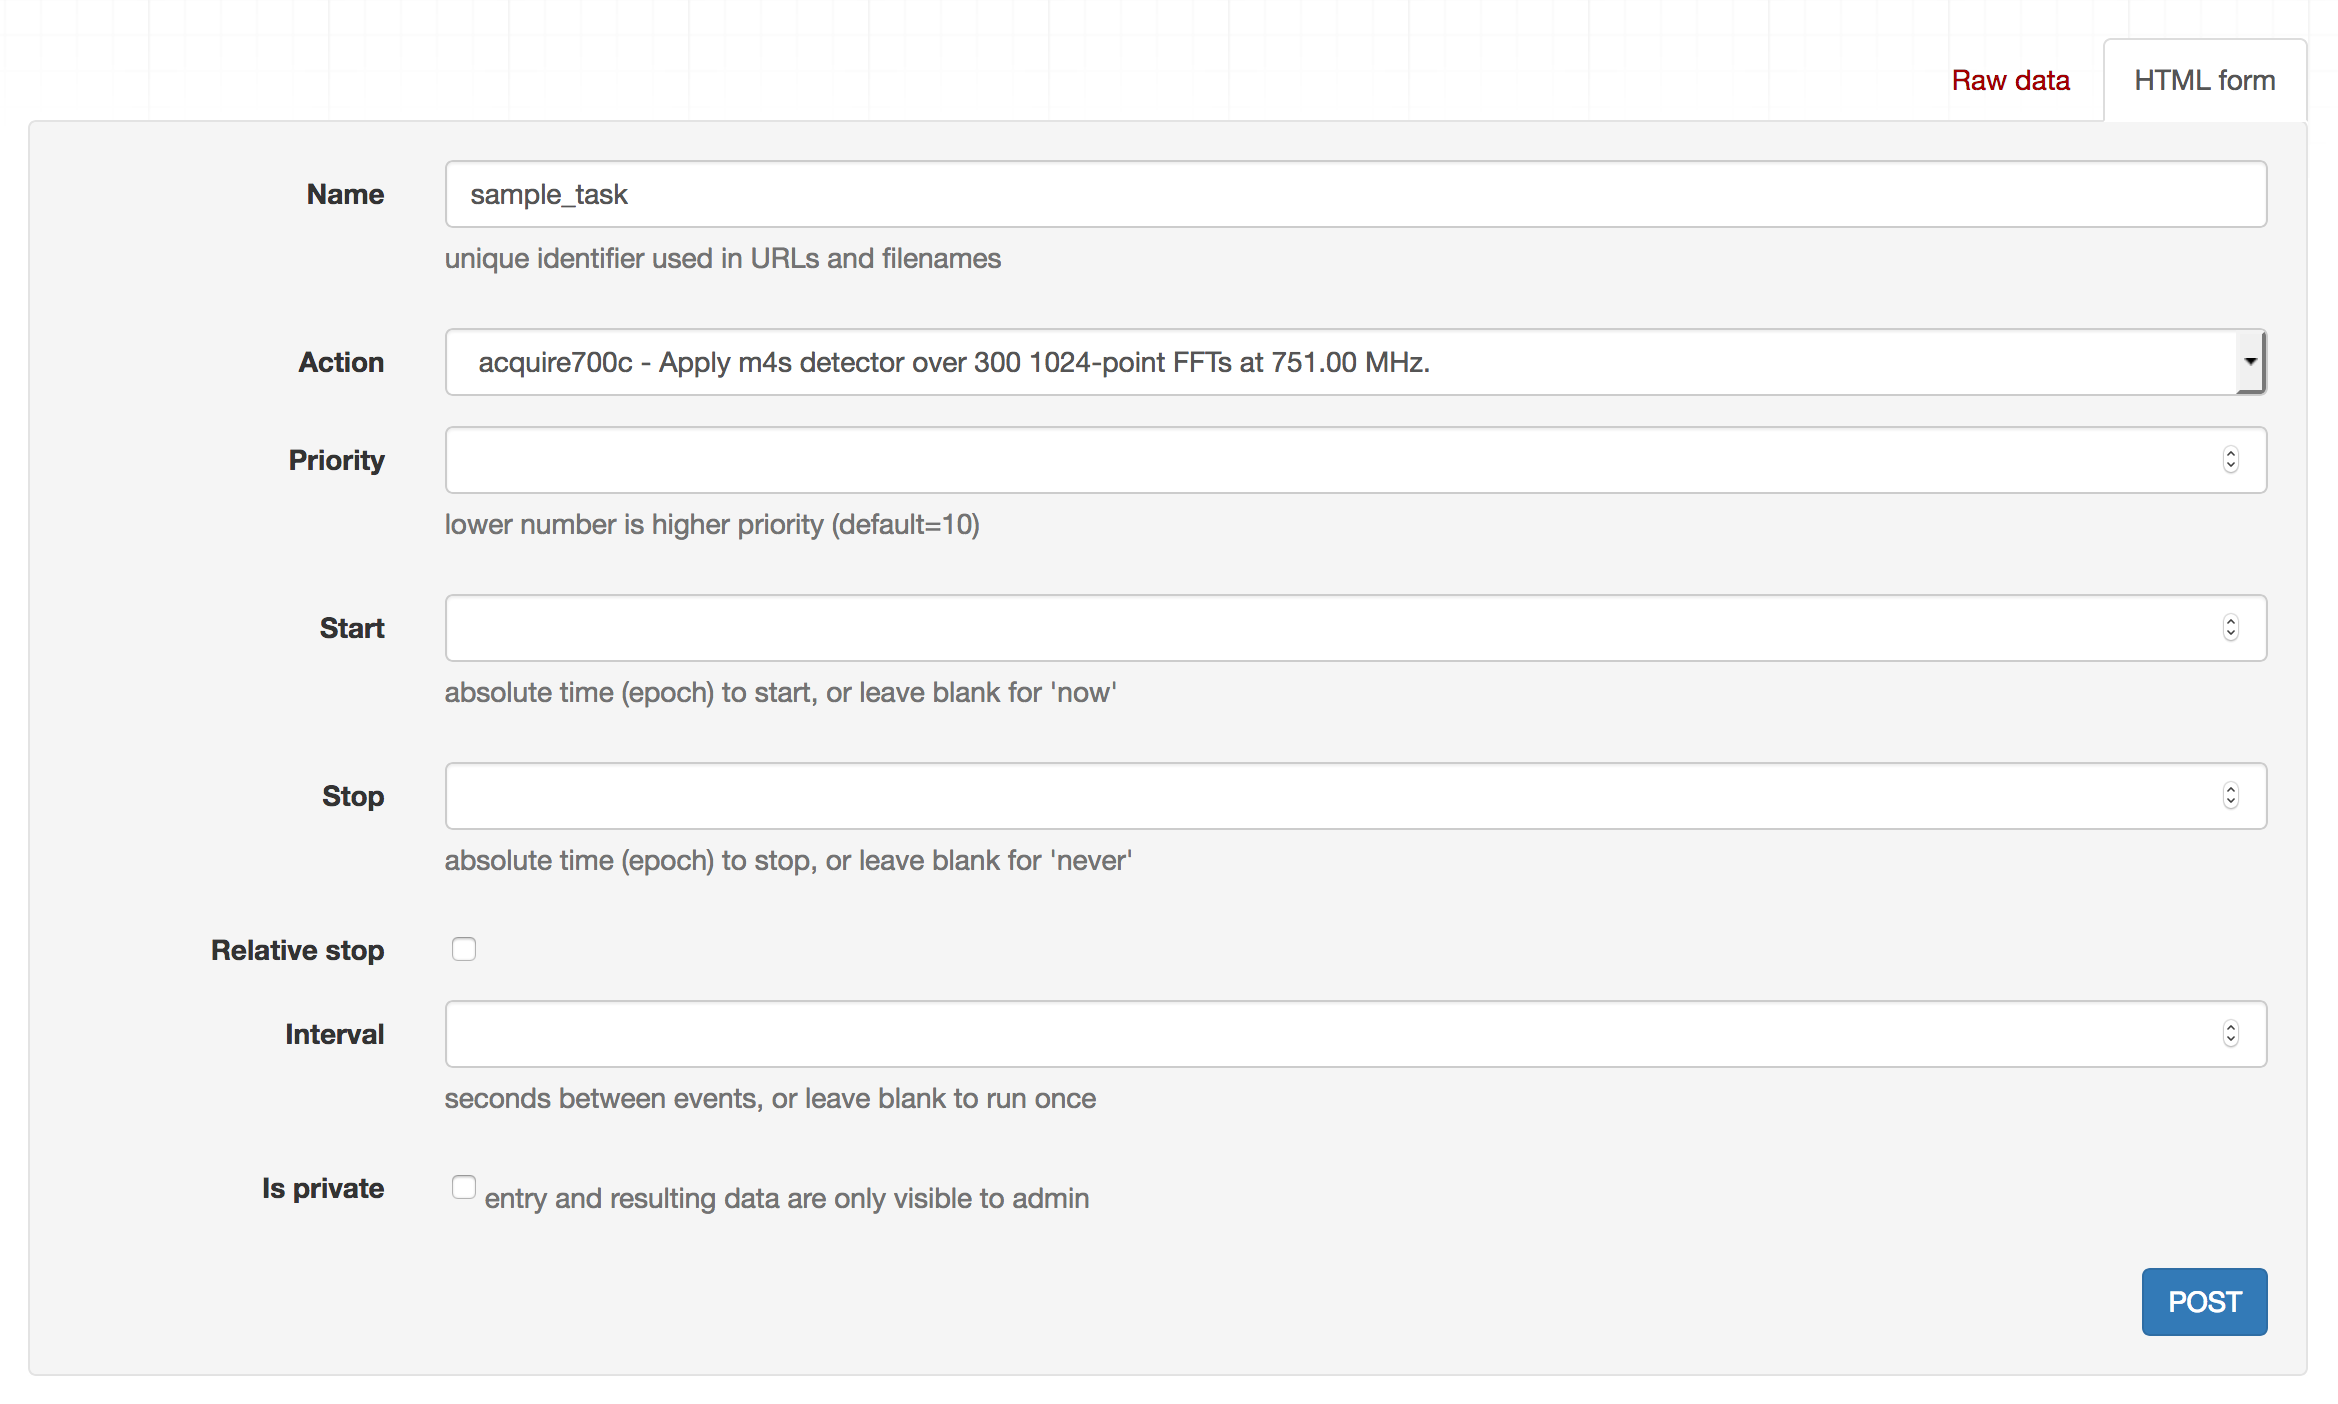 Raw data
HTML form
Name
sample_task
unique identifier used in URLs and filenames
Action
acquire700c - Apply m4s detector over 300 1024-point FFTs at 751.00 MHz.
Priority
lower number is higher priority (default=10)
Start
absolute time (epoch) to start, or leave blank for 'now'
Stop
absolute time (epoch) to stop, or leave blank for 'never'
Relative stop
Interval
seconds between events, or leave blank to run once
Is private
entry and resulting data are only visible to admin
POST